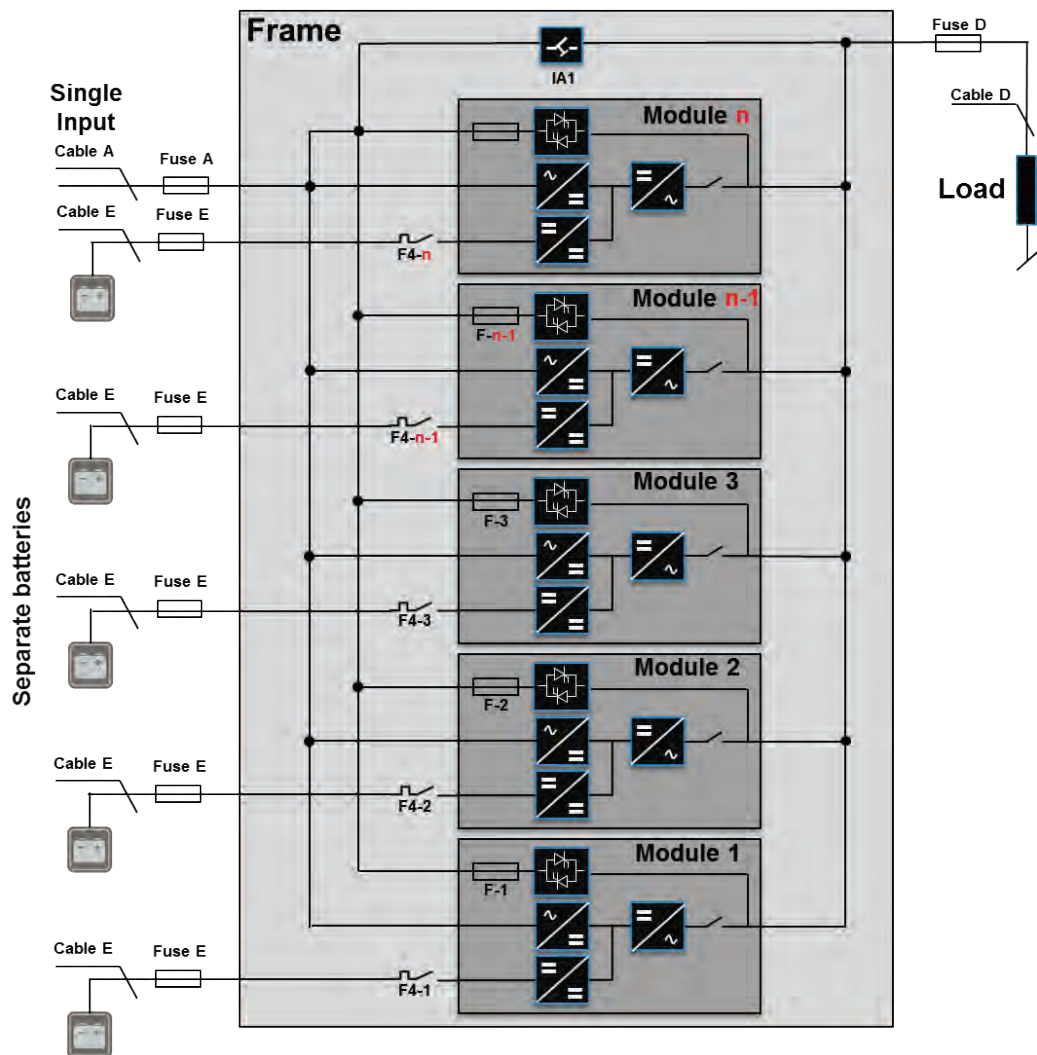 Frame
Fuse D
IA1
Cable D
Single
Input
Cable A
Fuse A
Module n
Load
Cable E
Fuse E
F4-n
Module n-1
F-n-1
Cable E
Fuse E
F4-n-1
Module 3
F-3
Cable E
Fuse E
F4-3
Separate batteries
Module 2
F-2
Cable E
Fuse E
F4-2
Module 1
F-1
Cable E
Fuse E
F4-1